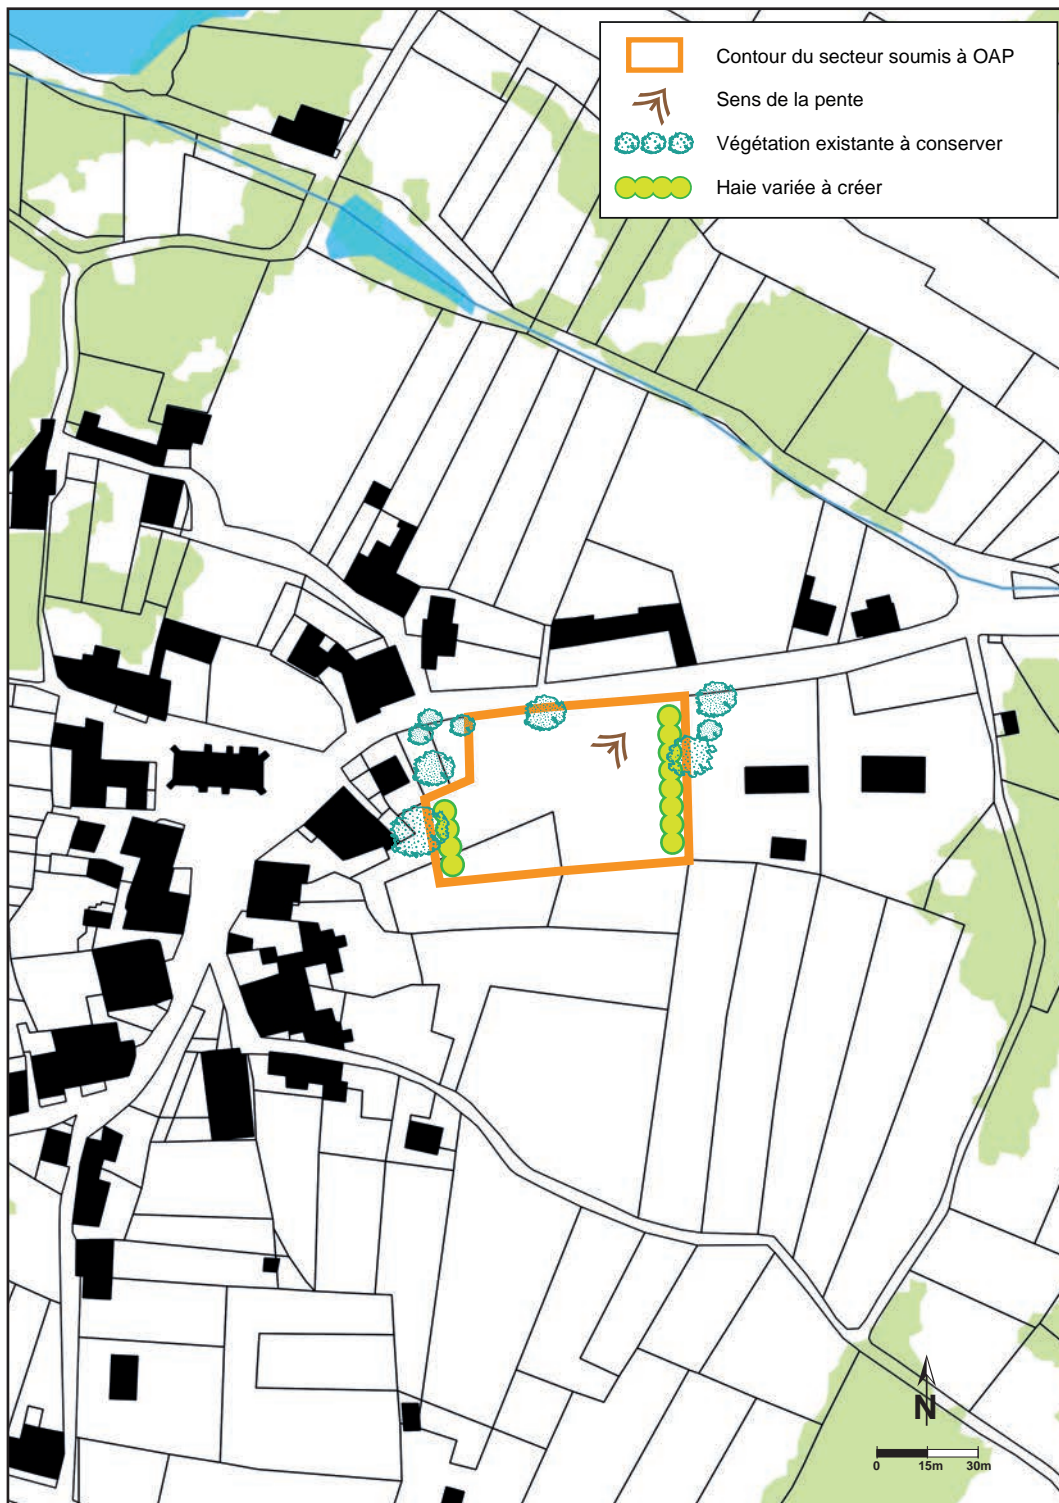 Contour du secteur soumis à OAP
Sens de la pente
Végétation existante à conserver
Haie variée à créer
N
0 15m 30m